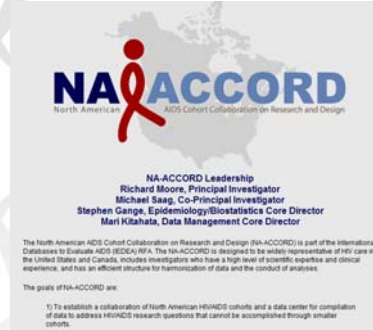 NA ACCORD
North American AIDS Cohort Collaboration on Research and Design
NA-ACCORD Leadership
Richard Moore, Principal Investigator
Michael Saag, Co-Principal Investigator
Stephen Gange, Epidemiology/Biostatistics Core Director
Mari Kitahata, Data Management Core Director
The North American AIDS Cohort Collaboration on Research and Design (NA-ACCORD) is part of the International
Databases to Evaluate AIDS (IEDEA) RFA. The NA-ACCORD is designed to be widely representative of HIV care in
the United States and Canada, includes investigators who have a high level of scientific expertise and clinical
experience, and has an efficient structure for harmonization of data and the conduct of analyses.
The goals of NA-ACCORD are:
1) To establish a collaboration of North American HIV/AIDS cohorts and a data center for compilation
of data to address HIV/AIDS research questions that cannot be accomplished through smaller
cohorts.